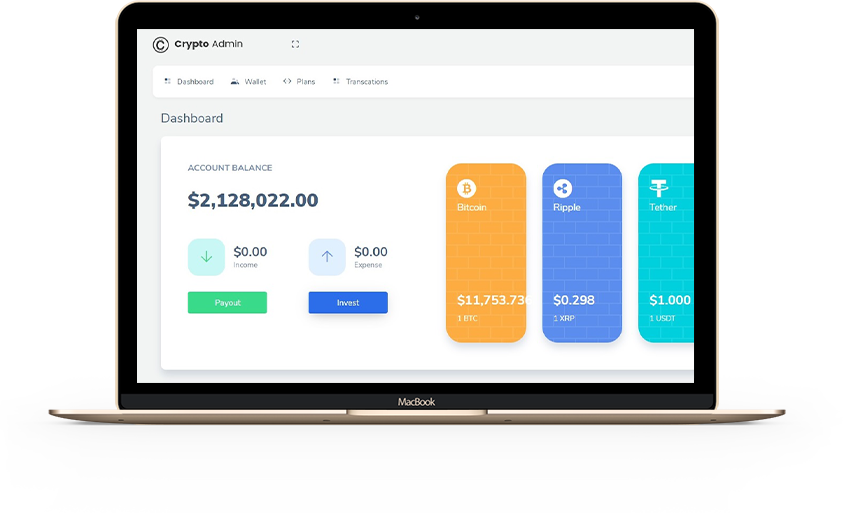 Crypto Admin
Dashboard Wallet Plans Transcations
Dashboard
ACCOUNT BALANCE
$2,128,022.00
$0.00
Income
$0.00
Expense
Payout
Invest
Bitcoin
$11,753.73
1 BTC
Ripple
$0.298
1 XRP
Tether
$1.000
1 USDT
MacBook